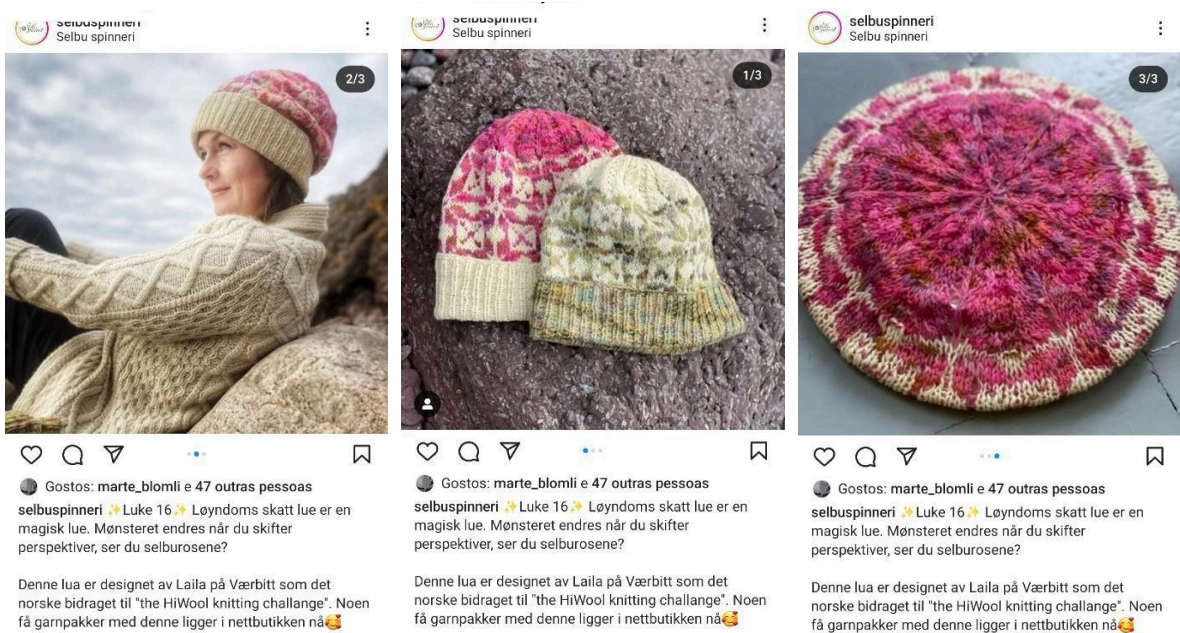 selbuspinneri
Selbu spinneri
2/3
Gostos: marte_blomli e 47 outras pessoas
selbuspinneri ✨Luke 16✨ Løyndoms skatt lue er en
magisk lue. Mønsteret endres når du skifter
perspektiver, ser du selburosene?
Denne lua er designet av Laila på Værbitt som det
norske bidraget til "the HiWool knitting challange". Noen
få garnpakker med denne ligger i nettbutikken nå🥰
selbuspinneri
Selbu spinneri
1/3
Gostos: marte_blomli e 47 outras pessoas
selbuspinneri ✨Luke 16✨ Løyndoms skatt lue er en
magisk lue. Mønsteret endres når du skifter
perspektiver, ser du selburosene?
Denne lua er designet av Laila på Værbitt som det
norske bidraget til "the HiWool knitting challange". Noen
få garnpakker med denne ligger i nettbutikken nå🥰
selbuspinneri
Selbu spinneri
3/3
Gostos: marte_blomli e 47 outras pessoas
selbuspinneri ✨Luke 16✨ Løyndoms skatt lue er en
magisk lue. Mønsteret endres når du skifter
perspektiver, ser du selburosene?
Denne lua er designet av Laila på Værbitt som det
norske bidraget til "the HiWool knitting challange". Noen
få garnpakker med denne ligger i nettbutikken nå🥰